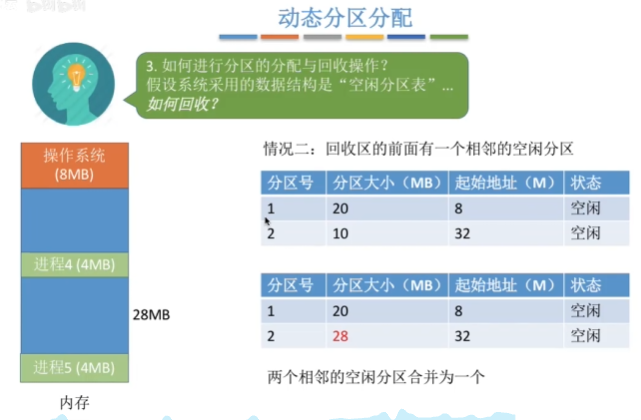 动态分区分配
3. 如何进行分区的分配与回收操作？
假设系统采用的数据结构是“空闲分区表”...
如何回收？
操作系统
(8MB)
进程4 (4MB)
28MB
进程5 (4MB)
内存
情况二：回收区的前面有一个相邻的空闲分区
分区号 分区大小（MB） 起始地址（M） 状态
1 20 8 空闲
2 10 32 空闲
分区号 分区大小（MB） 起始地址（M） 状态
1 20 8 空闲
2 28 32 空闲
两个相邻的空闲分区合并为一个